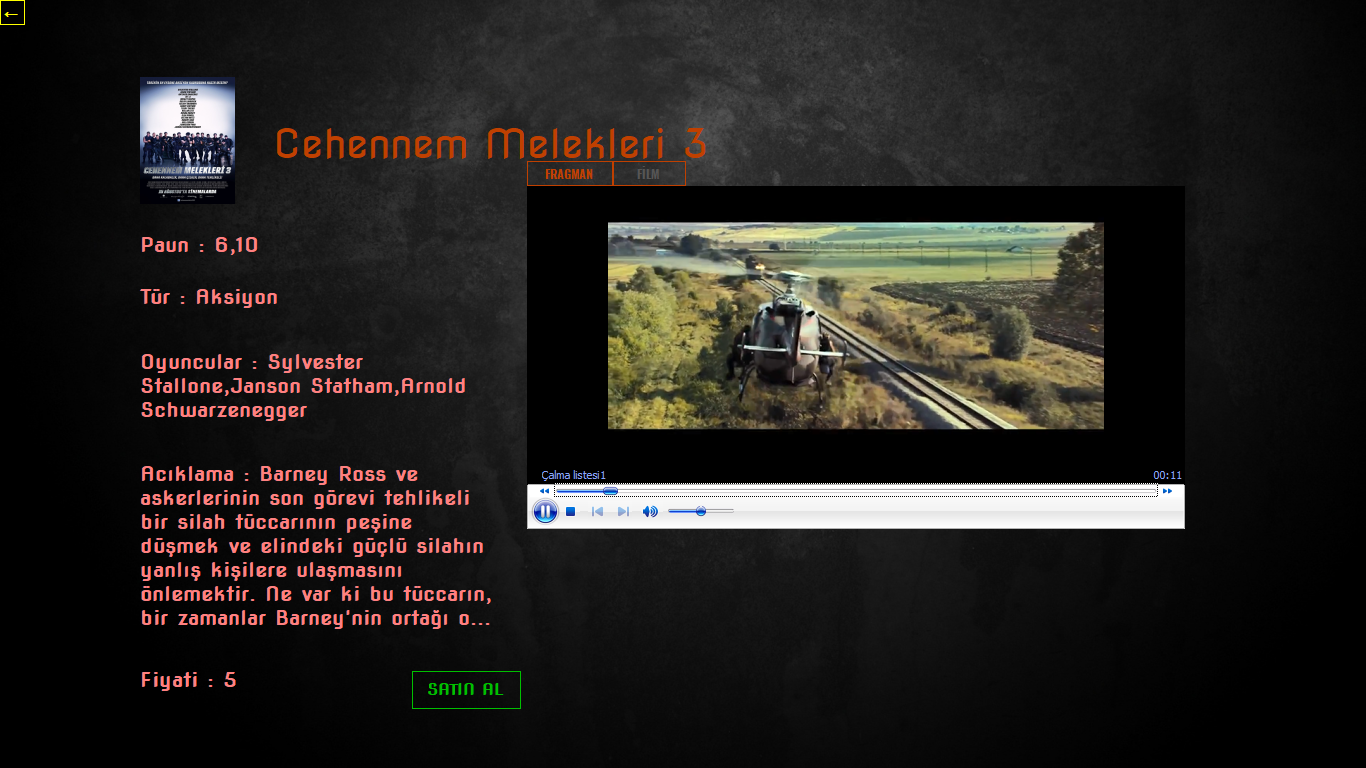 ←
CEHENNEM MELEKLERİ 3
Cehennem Melekleri 3
FRAGMAN FILM
Paun : 6,10
Tür : Aksiyon
Oyuncular : Sylvester
Stallone,Janson Statham,Arnold
Schwarzenegger
Acıklama : Barney Ross ve
askerlerinin son görevi tehlikeli
bir silah tüccarının peşine
düşmek ve elindeki güçlü silahın
yanlış kişilere ulaşmasını
önlemektir. Ne var ki bu tüccarın,
bir zamanlar Barney'nin ortağı o...
Fiyati : 5
SATIN AL
Çalma listesi1 00:11